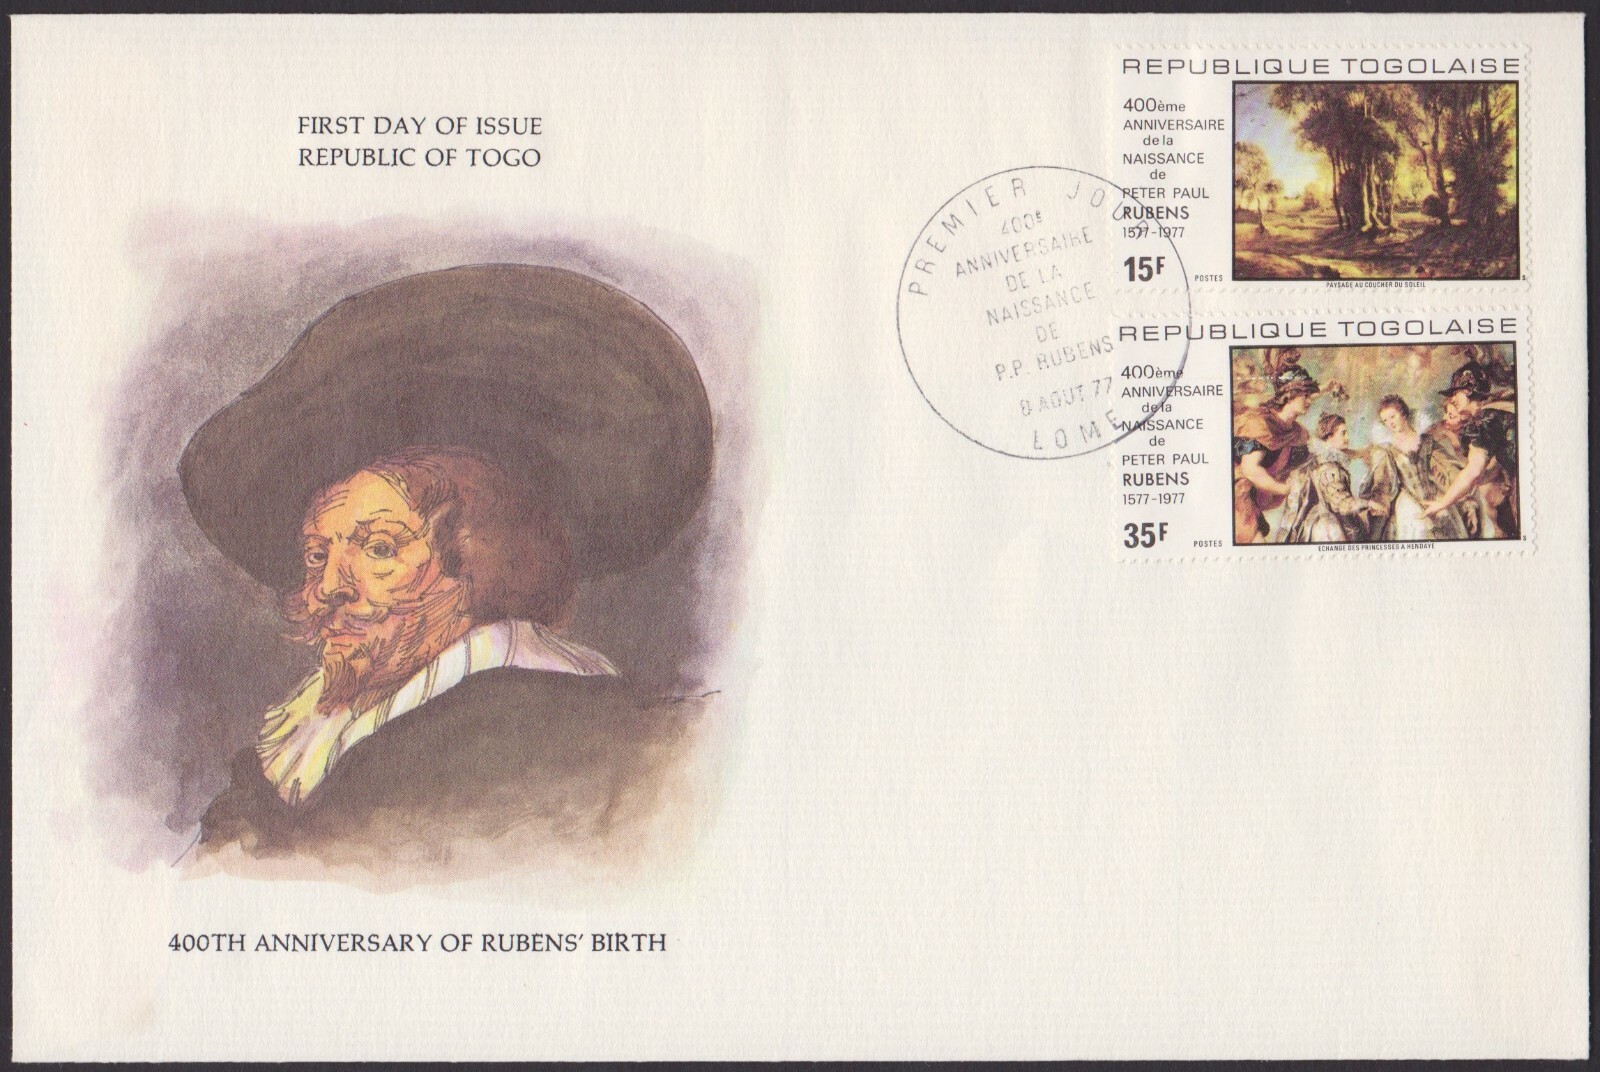 FIRST DAY OF ISSUE
REPUBLIC OF TOGO
400TH ANNIVERSARY OF RUBENS' BIRTH
PREMIER JOUR
400e
ANNIVERSAIRE
DE LA
NAISSANCE
DE
P.P. RUBENS
8 AOUT 77
LOME
REPUBLIQUE TOGOLAISE
400ème
ANNIVERSAIRE
de la
NAISSANCE
de
PETER PAUL
RUBENS
1577-1977
15F
POSTES
PAYSAGE AU COUCHER DU SOLEIL
REPUBLIQUE TOGOLAISE
400ème
ANNIVERSAIRE
de la
NAISSANCE
de
PETER PAUL
RUBENS
1577-1977
35F
POSTES
ECHANGE DES PRINCESSES A HENDAYE